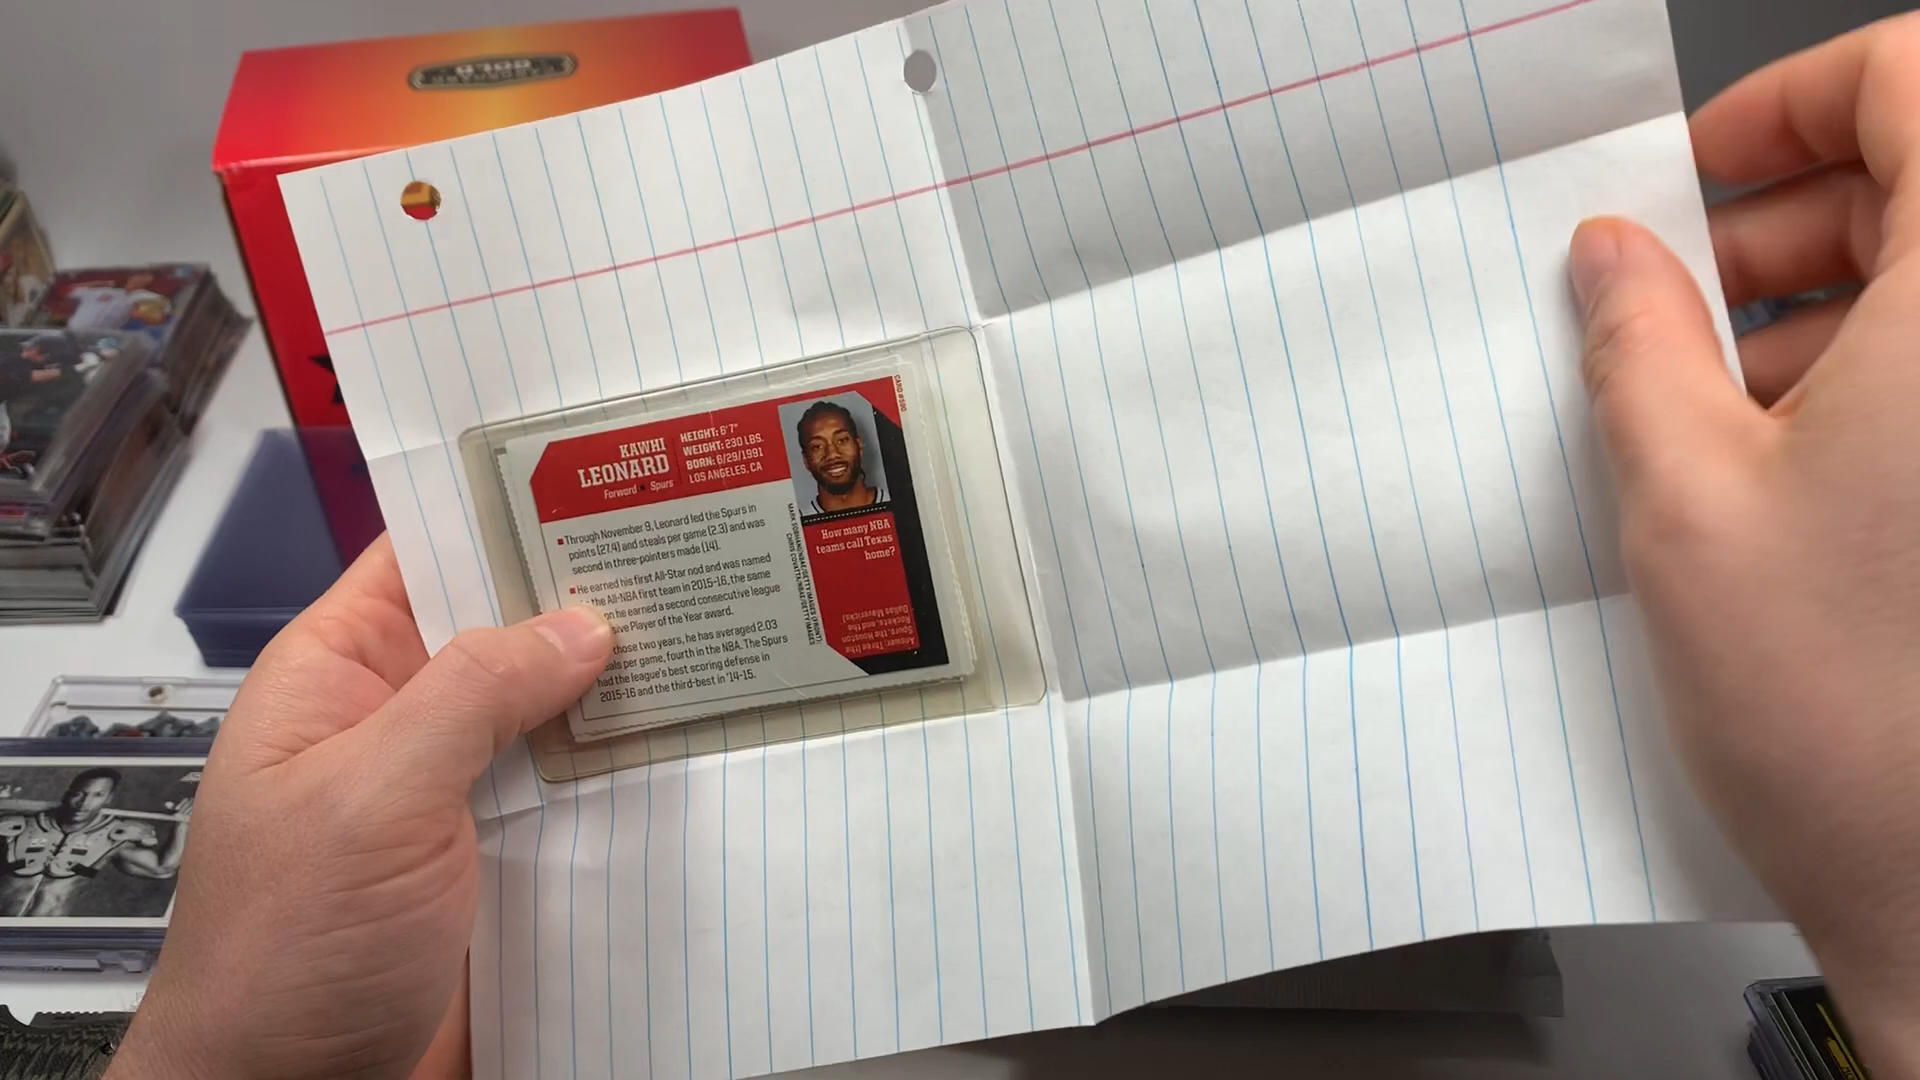 KAWHI
LEONARD
Forward Spurs
HEIGHT: 6'7"
WEIGHT: 230 LBS.
BORN: 6/29/1991
LOS ANGELES, CA
CARD #590
Through November 9, Leonard led the Spurs in
points (27.4) and steals per game (2.3) and was
second in three-pointers made (14).
He earned his first All-Star nod and was named
the All-NBA first team in 2015-16, the same
on he earned a second consecutive league
sive Player of the Year award.
those two years, he has averaged 2.03
als per game, fourth in the NBA. The Spurs
had the league's best scoring defense in
2015-16 and the third-best in '14-15.
How many NBA
teams call Texas
home?
Answer: Three (the
Spurs, the Houston
Rockets, and the
Dallas Mavericks)
GOLD